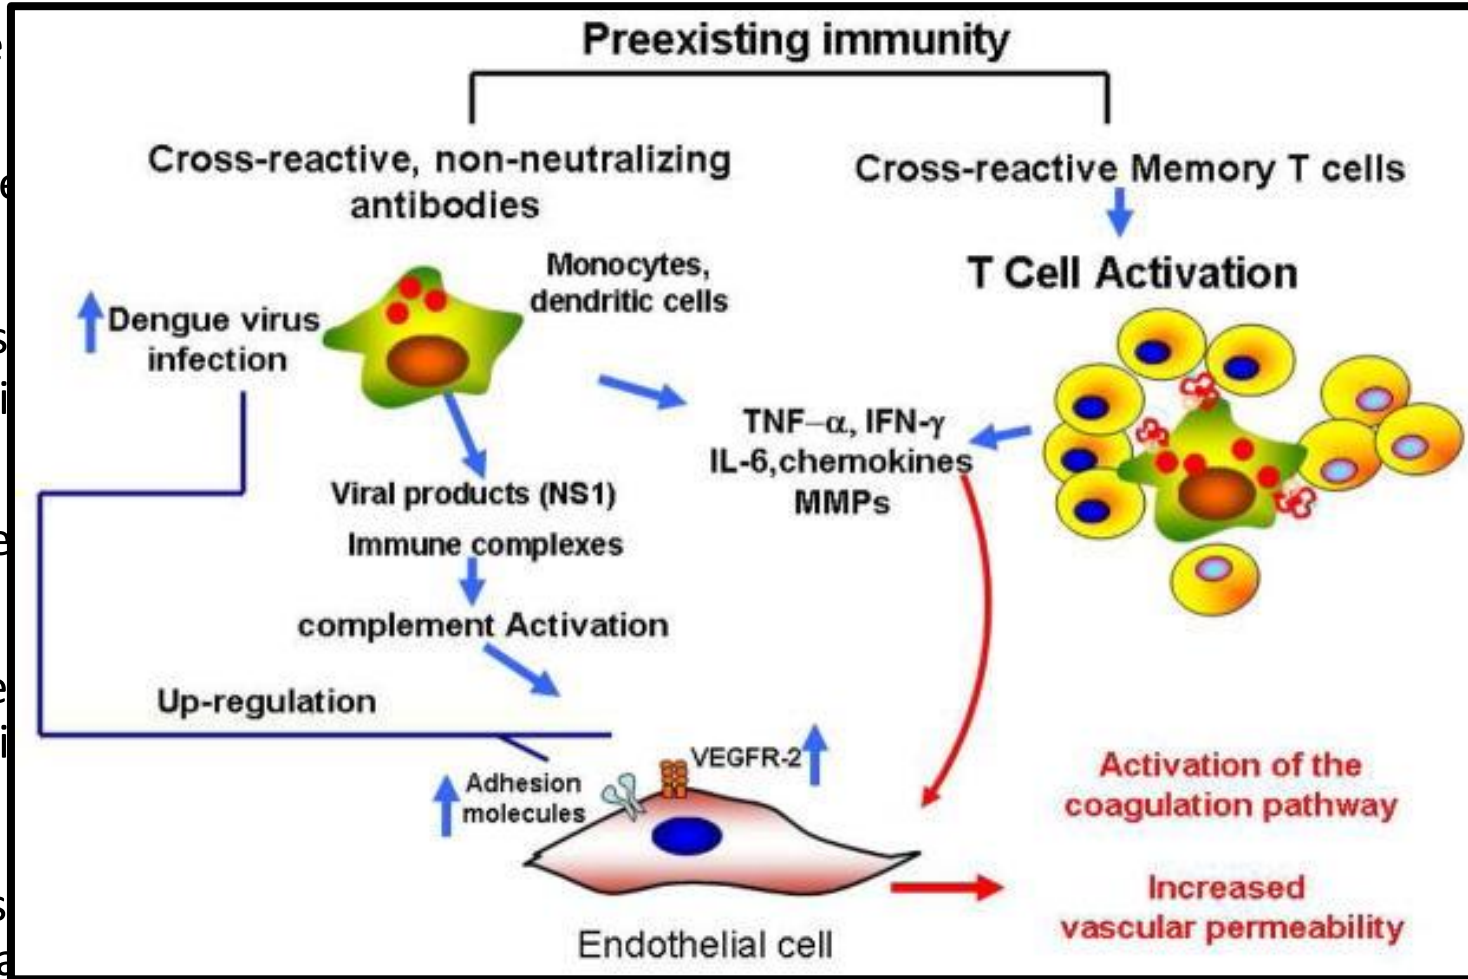 Preexisting immunity
Cross-reactive, non-neutralizing
antibodies
Cross-reactive Memory T cells
T Cell Activation
Monocytes,
dendritic cells
Dengue virus
infection
TNF–α, IFN-γ
IL-6,chemokines
MMPs
Viral products (NS1)
Immune complexes
complement Activation
Up-regulation
VEGFR-2
Adhesion
molecules
Activation of the
coagulation pathway
Increased
vascular permeability
Endothelial cell